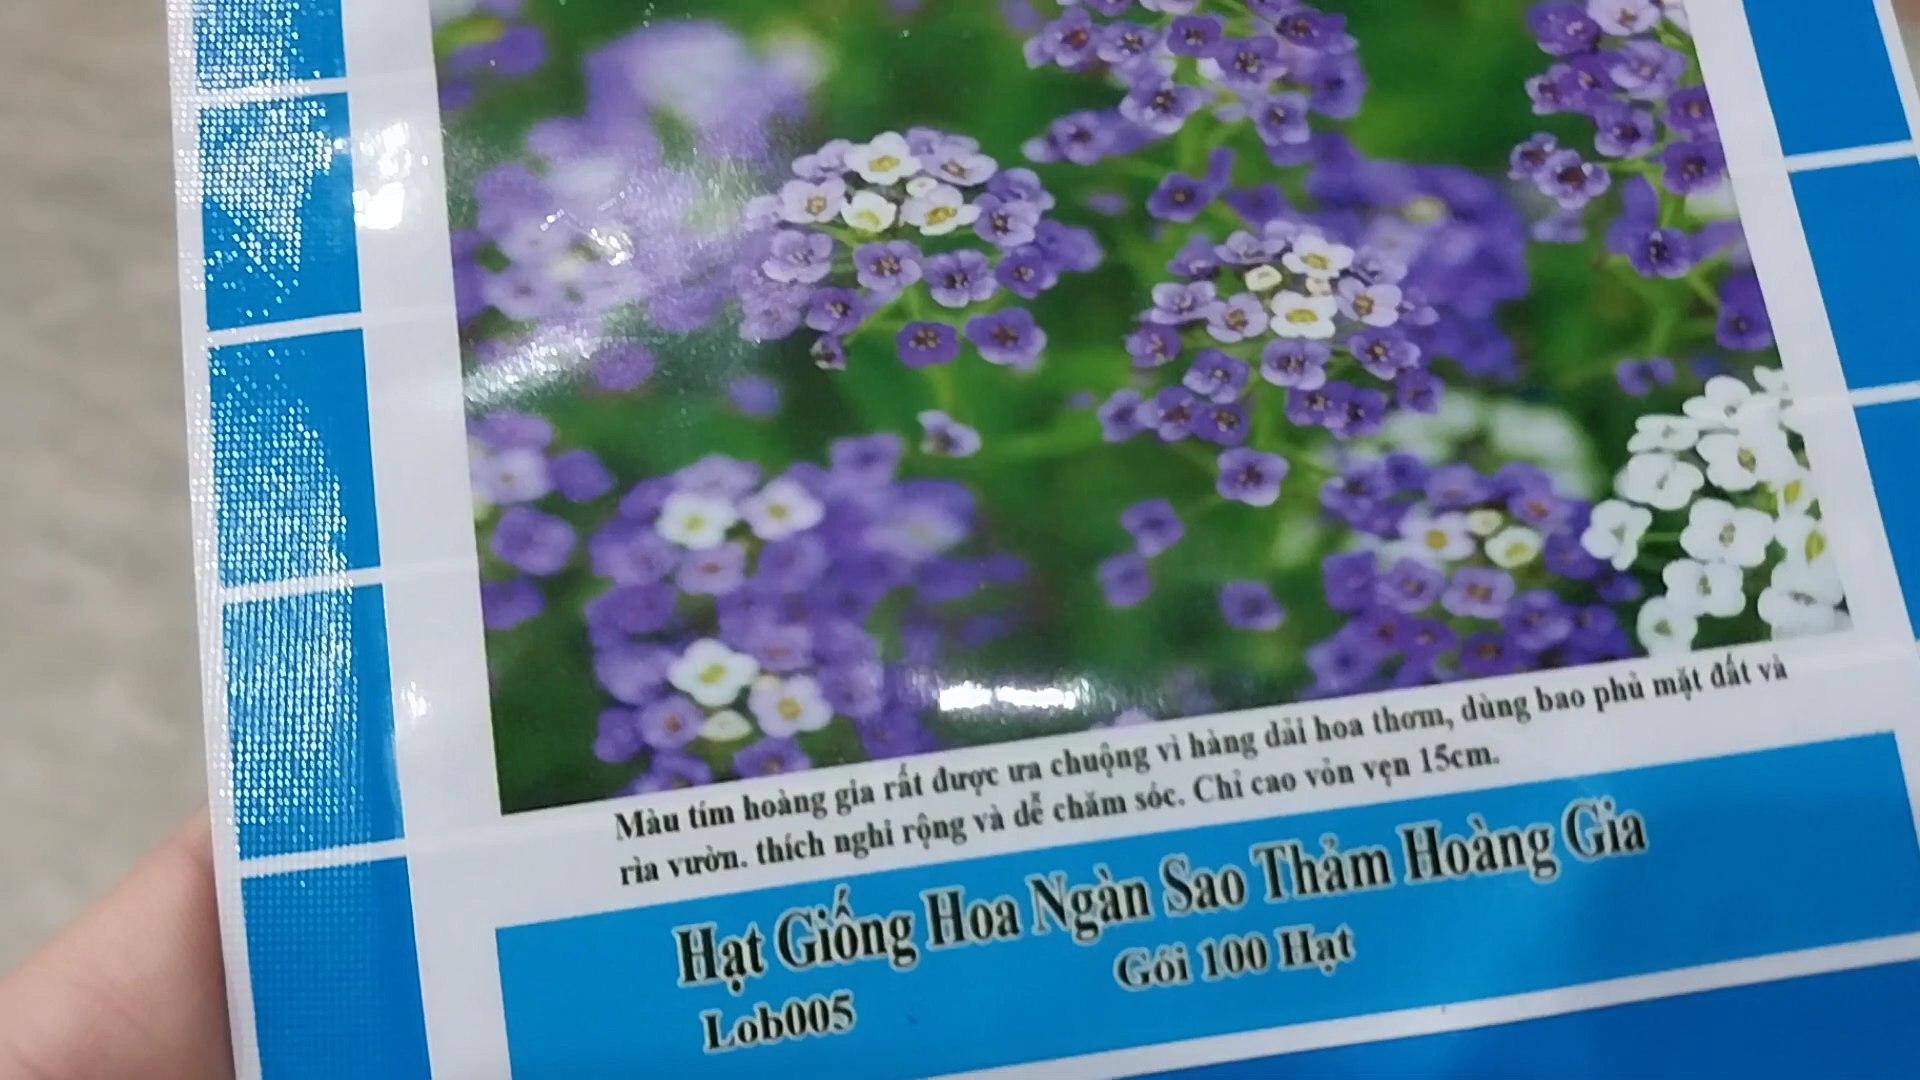 Màu tím hoàng gia rất được ưa chuộng vì hàng dải hoa thơm, dùng bao phủ mặt đất và
rìa vườn. thích nghi rộng và dễ chăm sóc. Chỉ cao vỏn vẹn 15cm.
Hạt Giống Hoa Ngàn Sao Thảm Hoàng Gia
Gói 100 Hạt
Lob005